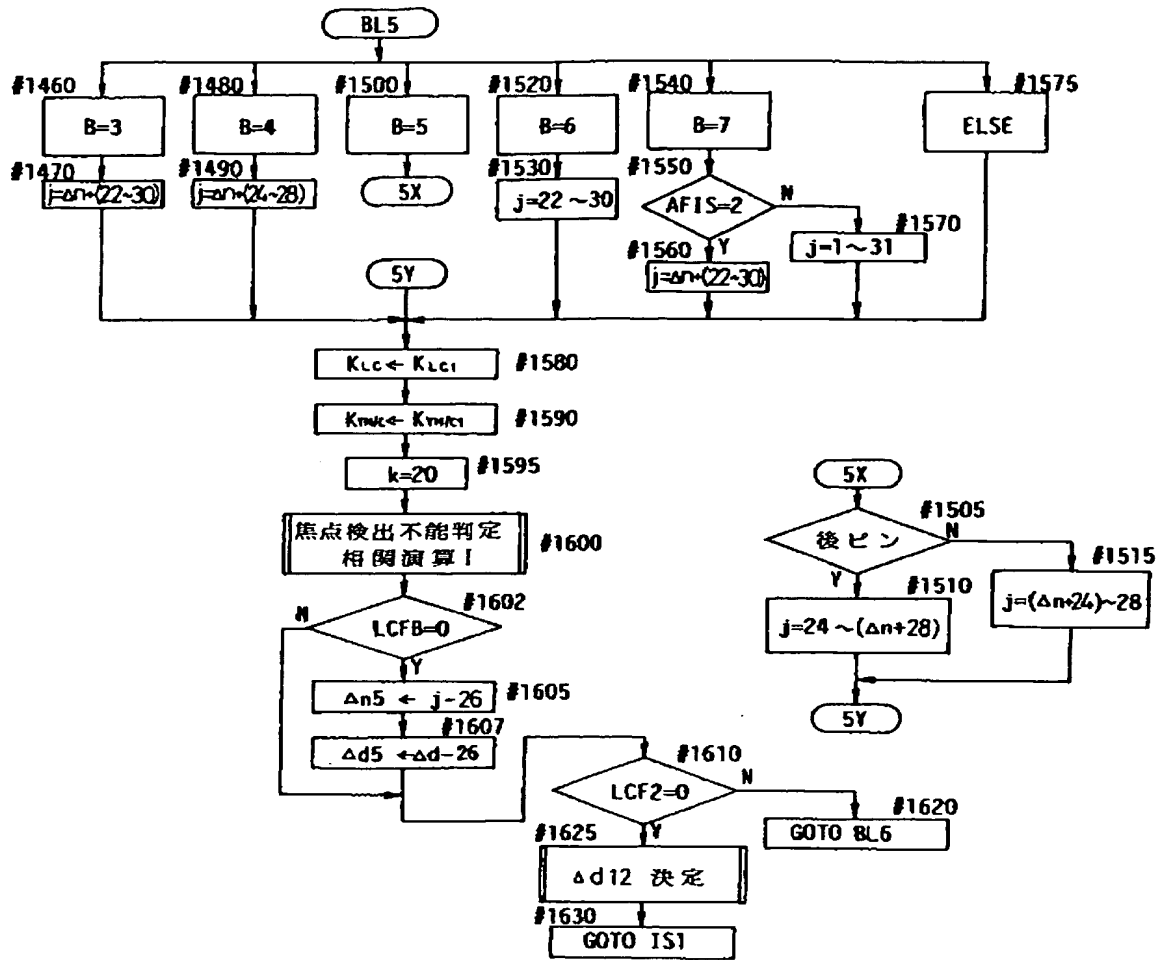 BL5
#1460
#1480
#1500
#1520
#1540
#1575
B=3
B=4
B=5
B=6
B=7
ELSE
#1470
j=Δn+(22~30)
#1490
j=Δn+(24~28)
5X
#1530
j=22~30
#1550
AFIS=2
N
Y
#1570
j=1~31
#1560
j=Δn+(22~30)
5Y
KLC←KLC1
#1580
KYM/C←KYM/C1
#1590
k=20
#1595
焦点検出不能判定
相関演算I
#1600
#1602
N
LCFB=0
Y
Δn5 ← j-26
#1605
#1607
Δd5 ←Δd-26
5X
#1505
後ピン
N
Y
#1510
j=24~(Δn+28)
#1515
j=(Δn+24)~28
5Y
#1610
LCF2=0
N
Y
#1620
GOTO BL6
#1625
Δd12 決定
#1630
GOTO IS1